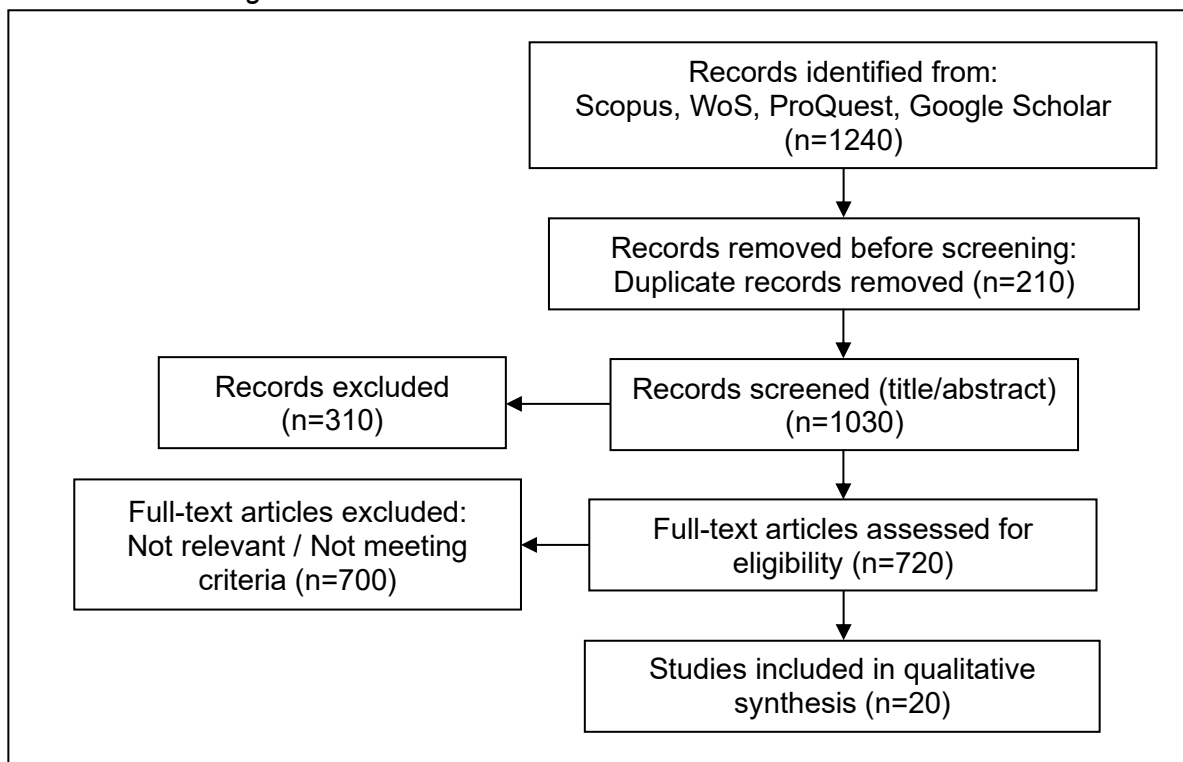 Records identified from:
Scopus, WoS, ProQuest, Google Scholar
(n=1240)
Records removed before screening:
Duplicate records removed (n=210)
Records excluded
(n=310)
Records screened (title/abstract)
(n=1030)
Full-text articles excluded:
Not relevant / Not meeting
criteria (n=700)
Full-text articles assessed for
eligibility (n=720)
Studies included in qualitative
synthesis (n=20)